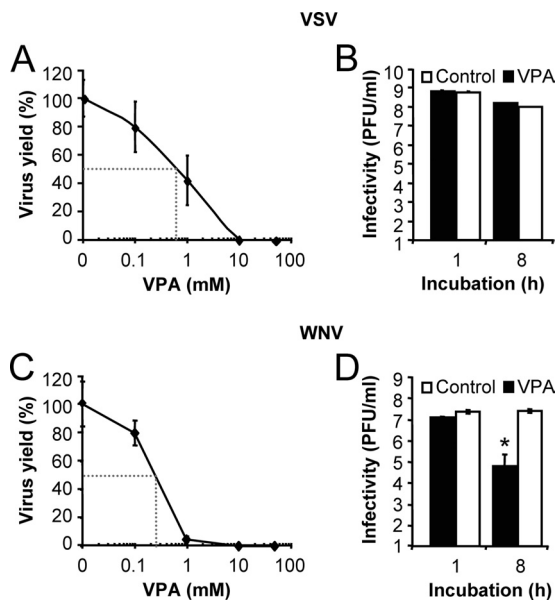 VSV
A
Virus yield (%)
120
100
80
60
40
20
0
0 0.1 1 10 100
VPA (mM)
B
Control VPA
Infectivity (PFU/ml)
10
9
8
7
6
5
4
3
2
1
1 8
Incubation (h)
WNV
C
Virus yield (%)
120
100
80
60
40
20
0
0 0.1 1 10 100
VPA (mM)
D
Control VPA
Infectivity (PFU/ml)
9
8
7
6
5
4
3
2
1
*
1 8
Incubation (h)